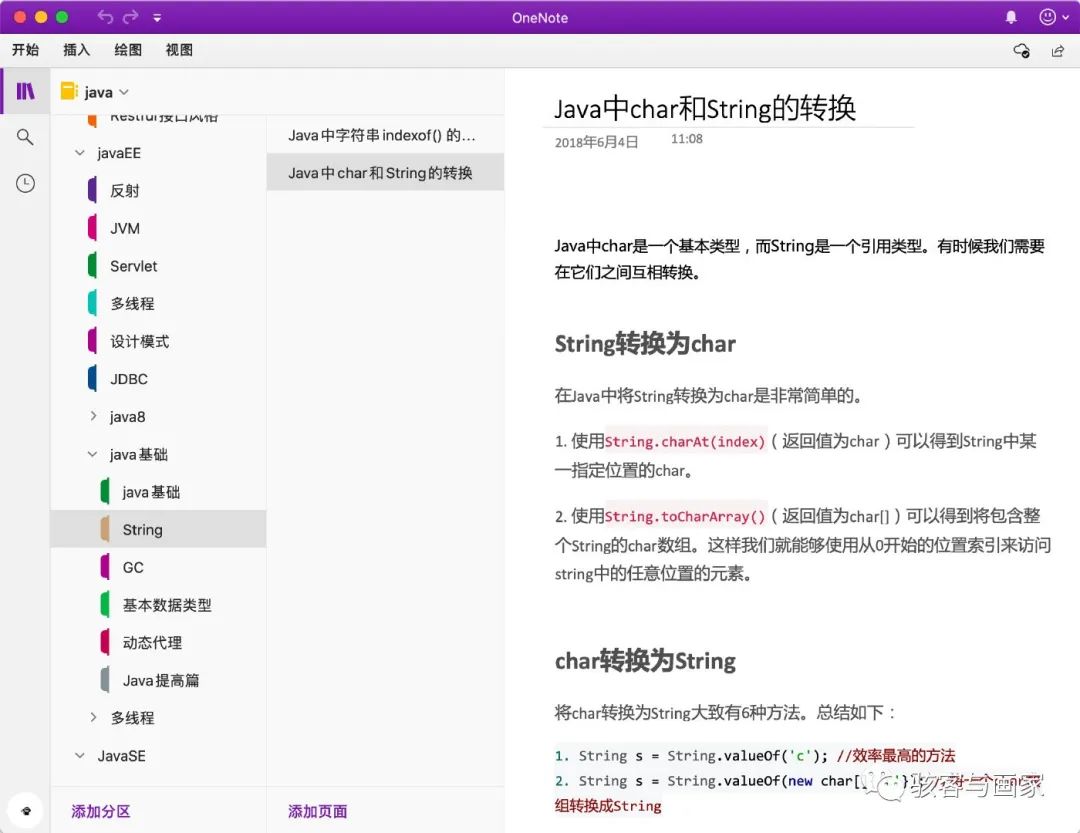 OneNote
开始 插入 绘图 视图
java
Restful接口风格
javaEE
反射
JVM
Servlet
多线程
设计模式
JDBC
java8
java基础
java基础
String
GC
基本数据类型
动态代理
Java提高篇
多线程
JavaSE
添加分区
Java中字符串indexof() 的...
Java中char和String的转换
添加页面
Java中char和String的转换
2018年6月4日 11:08
Java中char是一个基本类型，而String是一个引用类型。有时候我们需要
在它们之间互相转换。
String转换为char
在Java中将String转换为char是非常简单的。
1. 使用String.charAt(index)（返回值为char）可以得到String中某
一指定位置的char。
2. 使用String.toCharArray()（返回值为char[]）可以得到将包含整
个String的char数组。这样我们就能够使用从0开始的位置索引来访问
string中的任意位置的元素。
char转换为String
将char转换为String大致有6种方法。总结如下：
1. String s = String.valueOf('c'); //效率最高的方法
2. String s = String.valueOf(new char[]
组转换成String
骇客与画家